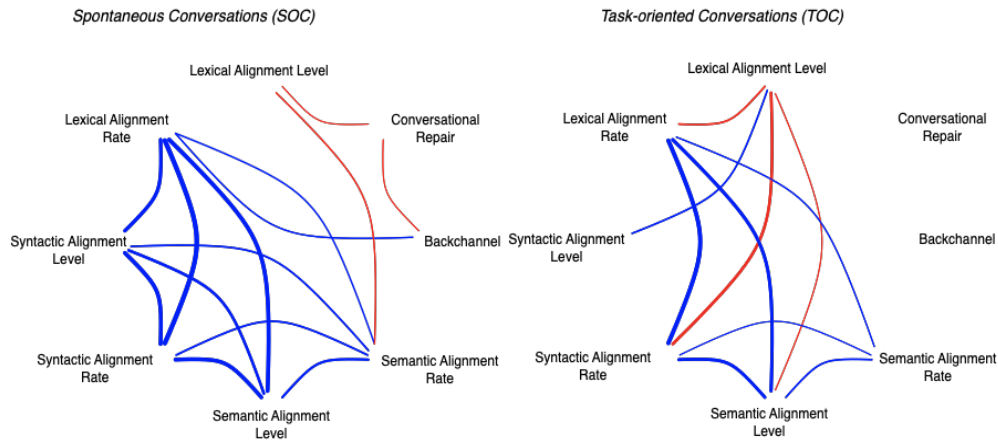 Spontaneous Conversations (SOC)
Lexical Alignment Level
Lexical Alignment
Rate
Conversational
Repair
Syntactic Alignment
Level
Backchannel
Syntactic Alignment
Rate
Semantic Alignment
Rate
Semantic Alignment
Level
Task-oriented Conversations (TOC)
Lexical Alignment Level
Lexical Alignment
Rate
Conversational
Repair
Syntactic Alignment
Level
Backchannel
Syntactic Alignment
Rate
Semantic Alignment
Rate
Semantic Alignment
Level